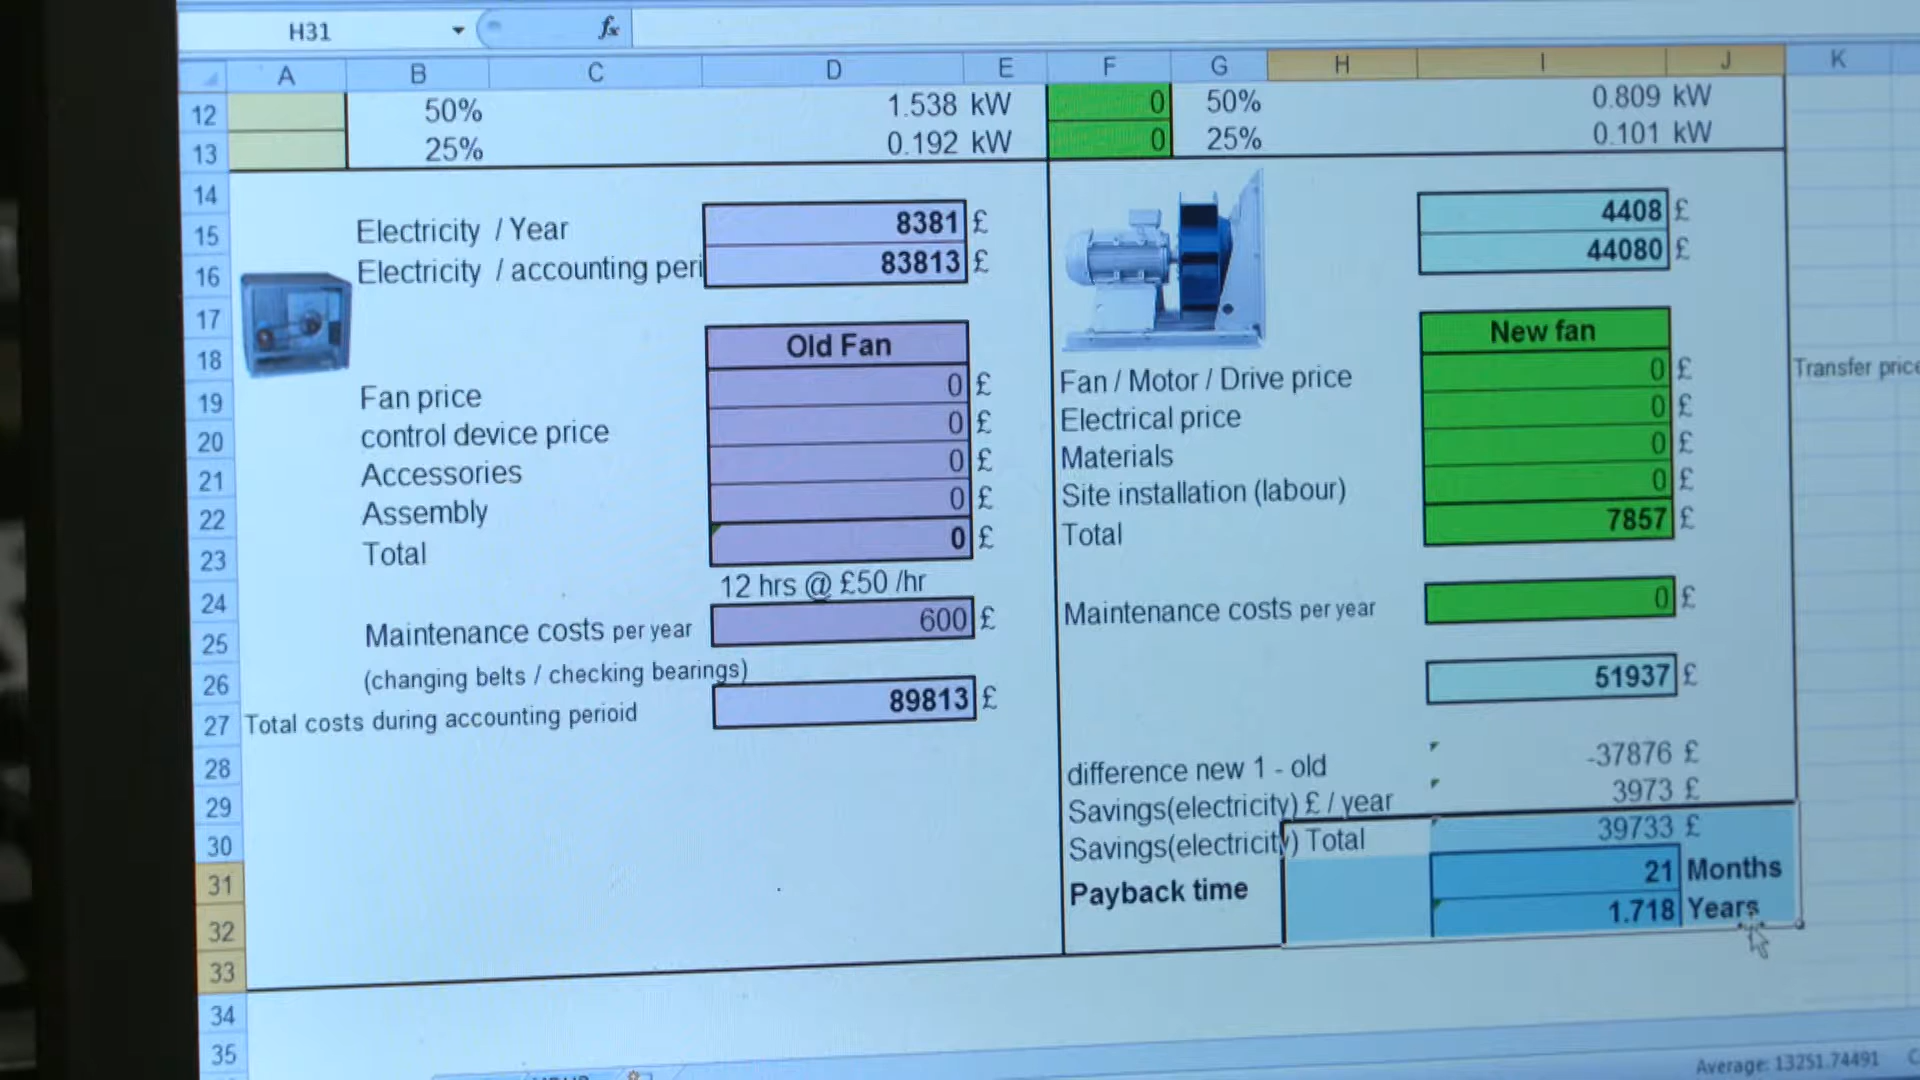 H31 fx
A B C D E F G H I J K
12 50% 1.538 kW 0 50% 0.809 kW
13 25% 0.192 kW 0 25% 0.101 kW
14
15 Electricity / Year 8381 £ 4408 £
16 Electricity / accounting peri 83813 £ 44080 £
17
18 Old Fan New fan
19 Fan price 0 £ Fan / Motor / Drive price 0 £ Transfer price
20 control device price 0 £ Electrical price 0 £
21 Accessories 0 £ Materials 0 £
22 Assembly 0 £ Site installation (labour) 0 £
23 Total 0 £ Total 7857 £
24 12 hrs @ £50 /hr
25 Maintenance costs per year 600 £ Maintenance costs per year 0 £
26 (changing belts / checking bearings)
27 Total costs during accounting perioid 89813 £ 51937 £
28
29 difference new 1 - old -37876 £
30 Savings(electricity) £ / year 3973 £
Savings(electricity) Total 39733 £
31 Payback time 21 Months
32 1.718 Years
33
34
35
Average: 13251.74491